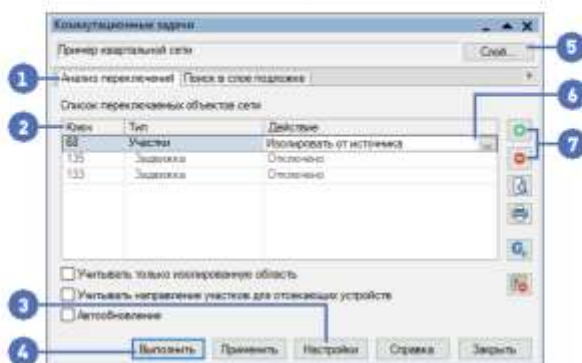 Коммутационные задачи
Пример квартальной сети
Слой...
5
1
Анализ переключений
Поиск в слое подложке
Список переключаемых объектов сети
6
2
Ключ Тип Действие
68 Участки Изолировать от источника ...
135 Задвижка Отключено
133 Задвижка Отключено
7
Учитывать только изолированную область
Учитывать направление участков для отсекающих устройств
3
Автообновление
4
Выполнить Применить Настройки Справка Закрыть